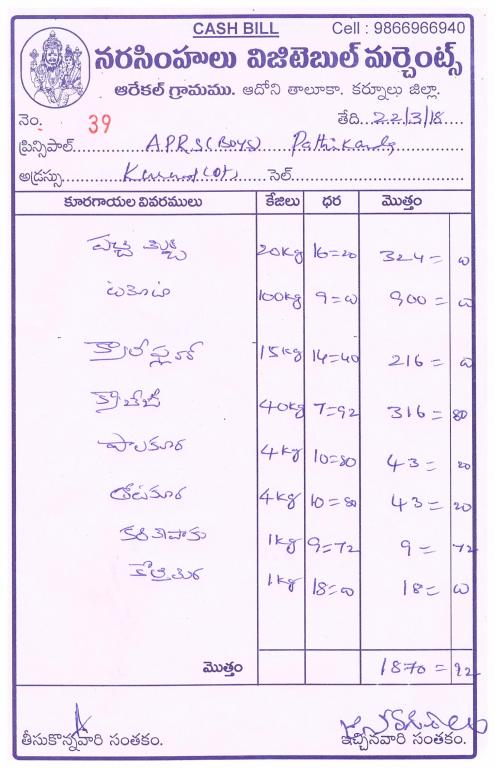 CASH BILL Cell : 9866966940
నరసింహులు విజిటెబుల్ మర్చెంట్స్
ఆరేకల్ గ్రామము. ఆదోని తాలూకా. కర్నూలు జిల్లా.
నెం. 39 తేది...22/3/18
ప్రిన్సిపాల్ APRS(Boys) Pathikonda
అడ్రస్సు Kurnool (Dt) సెల్
కూరగాయల వివరములు కేజీలు ధర మొత్తం
పచ్చి మిర్చి 20kg 16=20 324= 00
టమోటా 100kg 9=00 900= 00
క్యాలీఫ్లవర్ 15kg 14=40 216= 00
క్యాబేజి 40kg 7=92 316= 80
పాలకూర 4kg 10=80 43= 20
తోటకూర 4kg 10=80 43= 20
కరివేపాకు 1kg 9=72 9= 72
కొత్తిమీర 1kg 18=00 18= 00
మొత్తం 1870=92
తీసుకొన్నవారి సంతకం. ఇచ్చినవారి సంతకం.